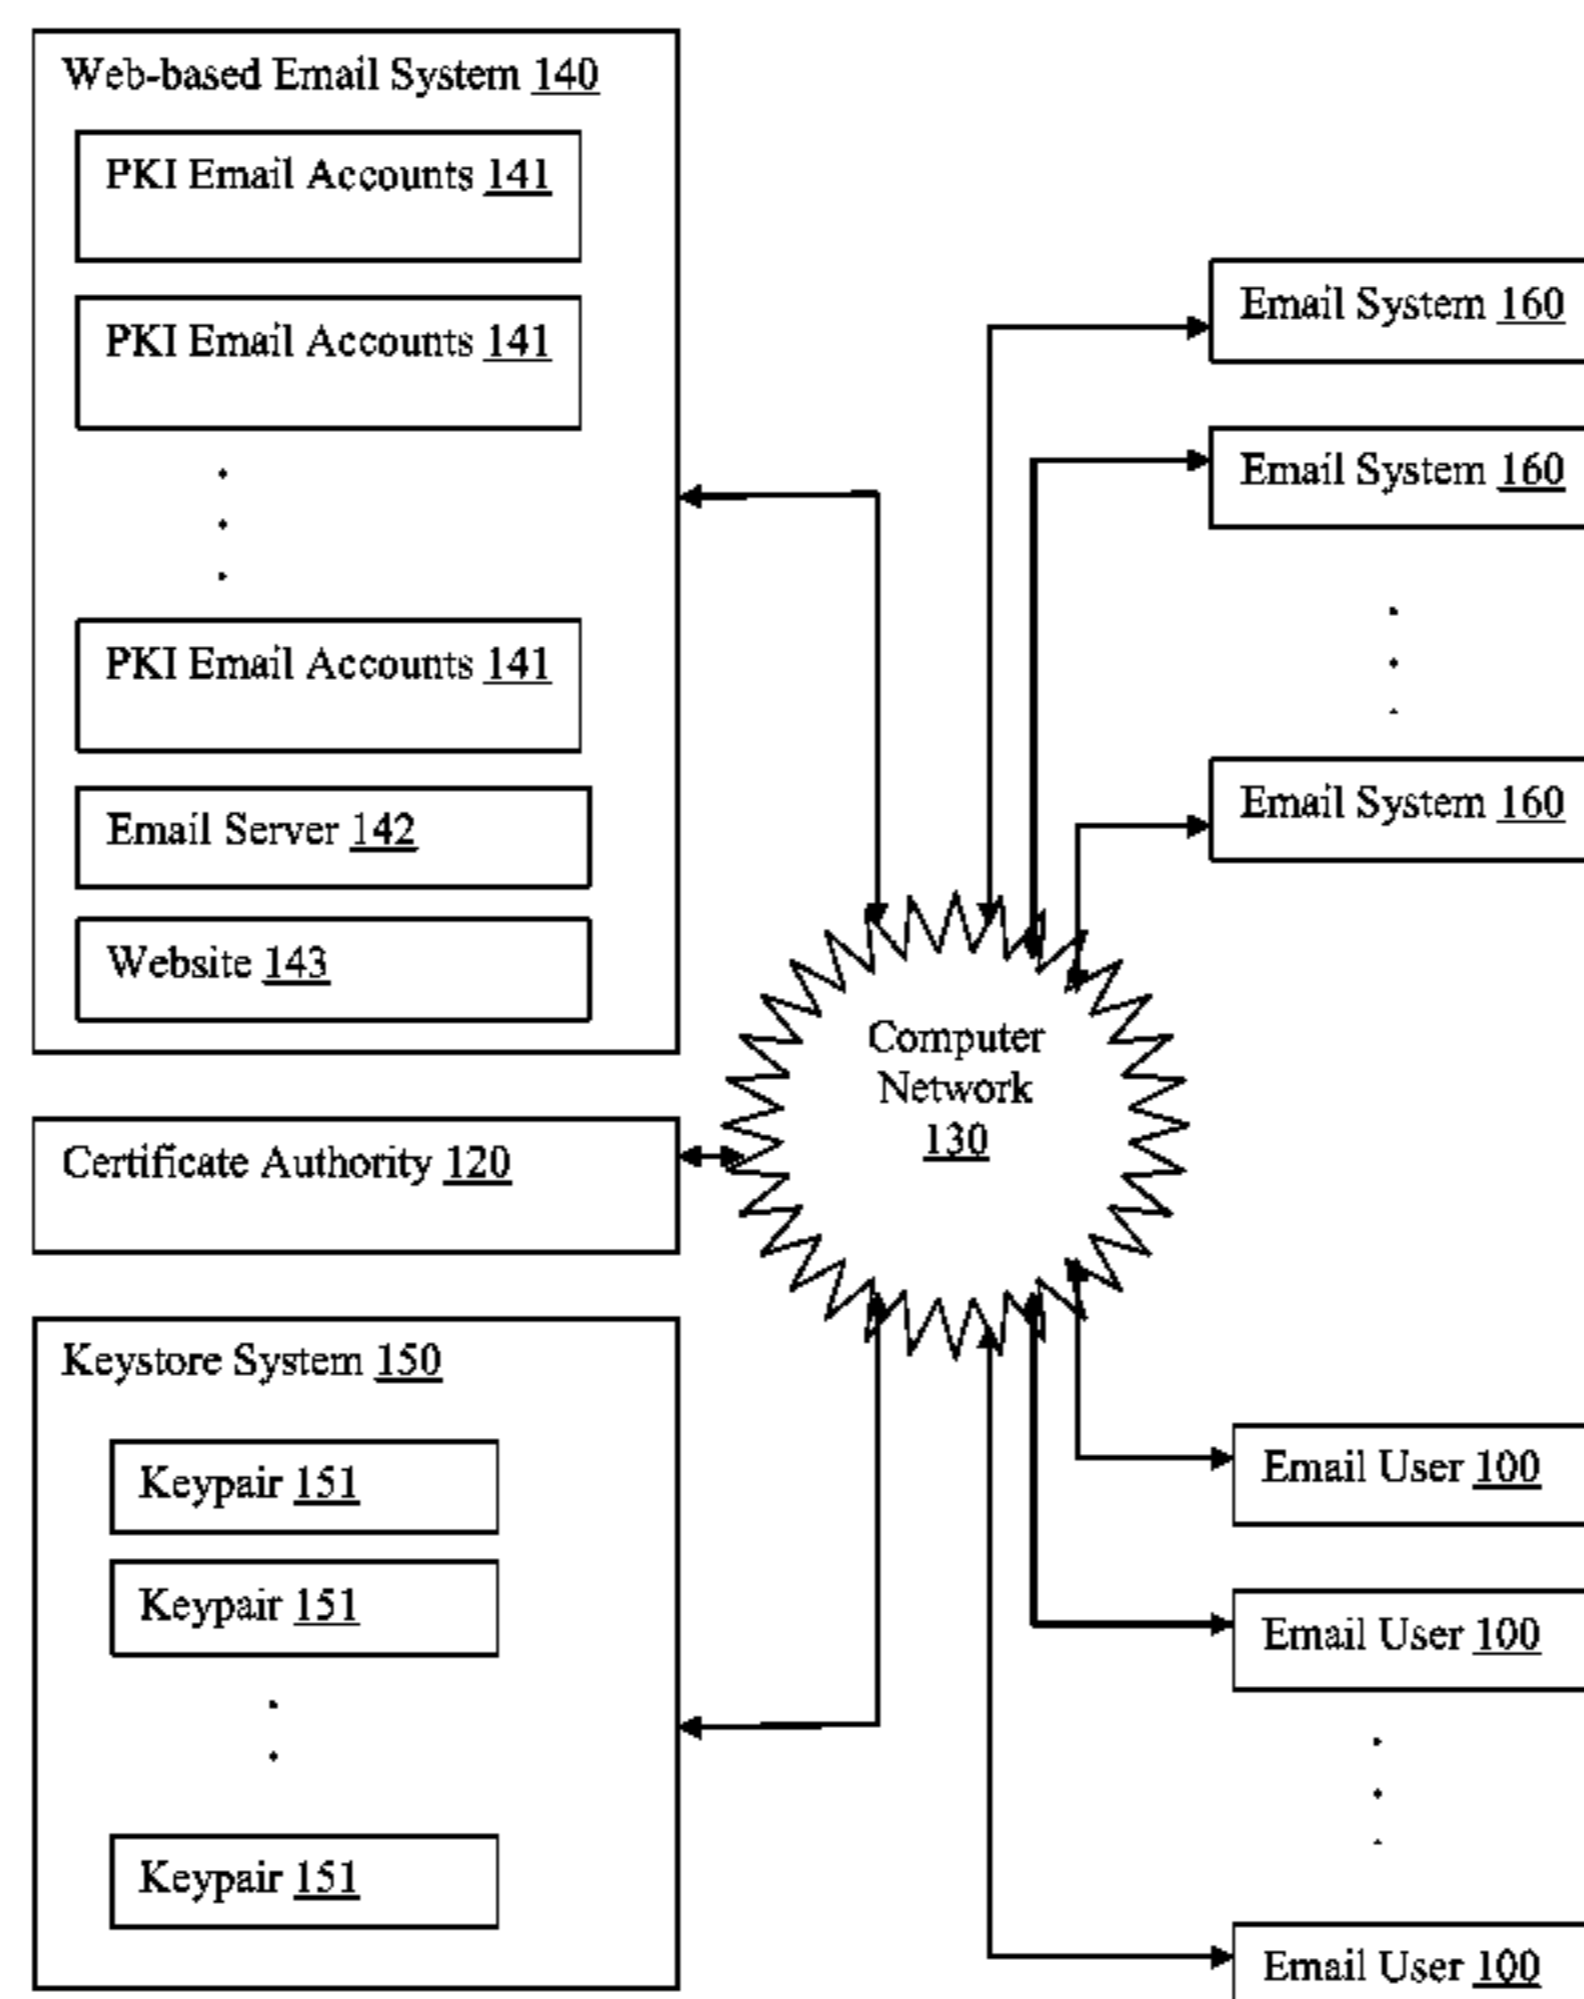 Web-based Email System 140
PKI Email Accounts 141
PKI Email Accounts 141
PKI Email Accounts 141
Email Server 142
Website 143
Certificate Authority 120
Keystore System 150
Keypair 151
Keypair 151
Keypair 151
Computer
Network
130
Email System 160
Email System 160
Email System 160
Email User 100
Email User 100
Email User 100